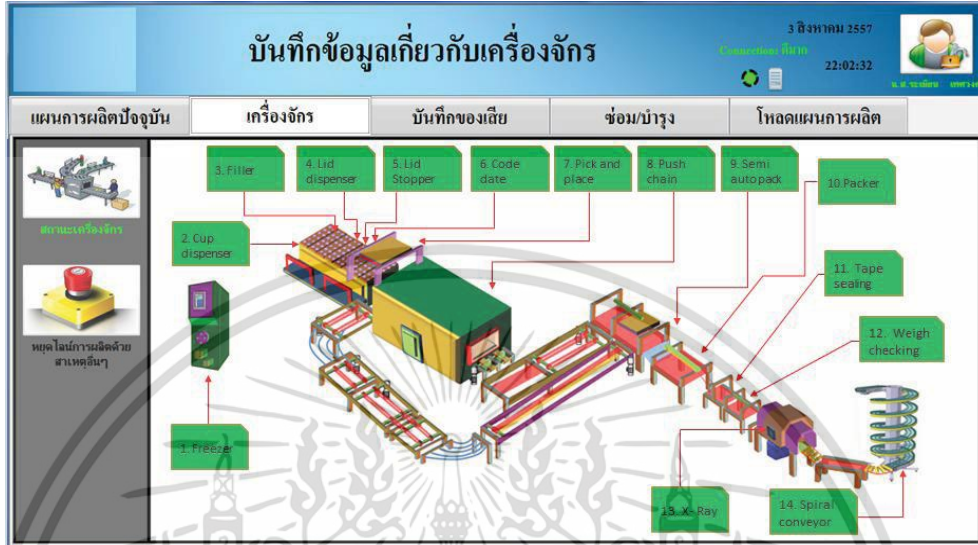 บันทึกข้อมูลเกี่ยวกับเครื่องจักร
3 สิงหาคม 2557
Connection: ดีมาก
22:02:32
แผนการผลิตปัจจุบัน
เครื่องจักร
บันทึกของเสีย
ซ่อม/บำรุง
โหลดแผนการผลิต
สถานะเครื่องจักร
หยุดไลน์การผลิตด้วย
สาเหตุอื่นๆ
3. Filler
4. Lid
dispenser
5. Lid
Stopper
6. Code
date
7. Pick and
place
8. Push
chain
9. Semi
auto pack
10.Packer
2. Cup
dispenser
11. Tape
sealing
12. Weigh
checking
1. Freezer
13. X- Ray
14. Spiral
conveyor